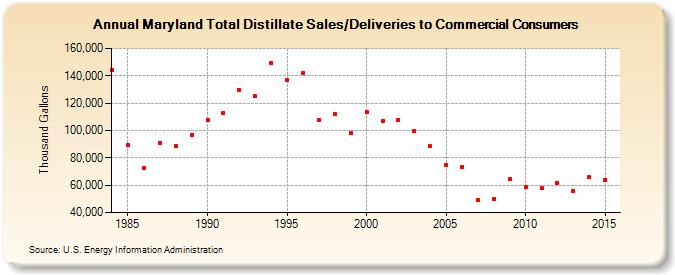 Annual Maryland Total Distillate Sales/Deliveries to Commercial Consumers
Thousand Gallons
160,000
140,000
120,000
100,000
80,000
60,000
40,000
1985 1990 1995 2000 2005 2010 2015
Source: U.S. Energy Information Administration